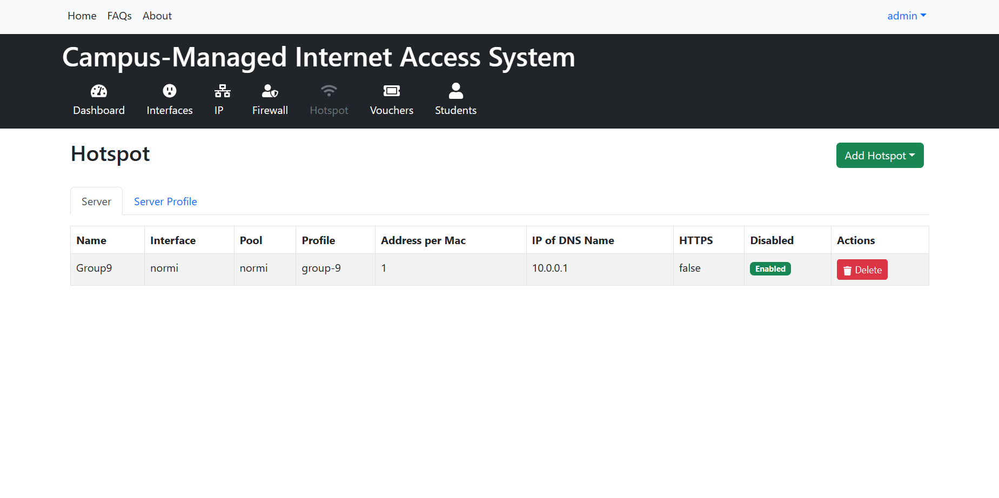 Home FAQs About admin
Campus-Managed Internet Access System
Dashboard Interfaces IP Firewall Hotspot Vouchers Students
Hotspot Add Hotspot
Server Server Profile
Name Interface Pool Profile Address per Mac IP of DNS Name HTTPS Disabled Actions
Group9 normi normi group-9 1 10.0.0.1 false Enabled Delete